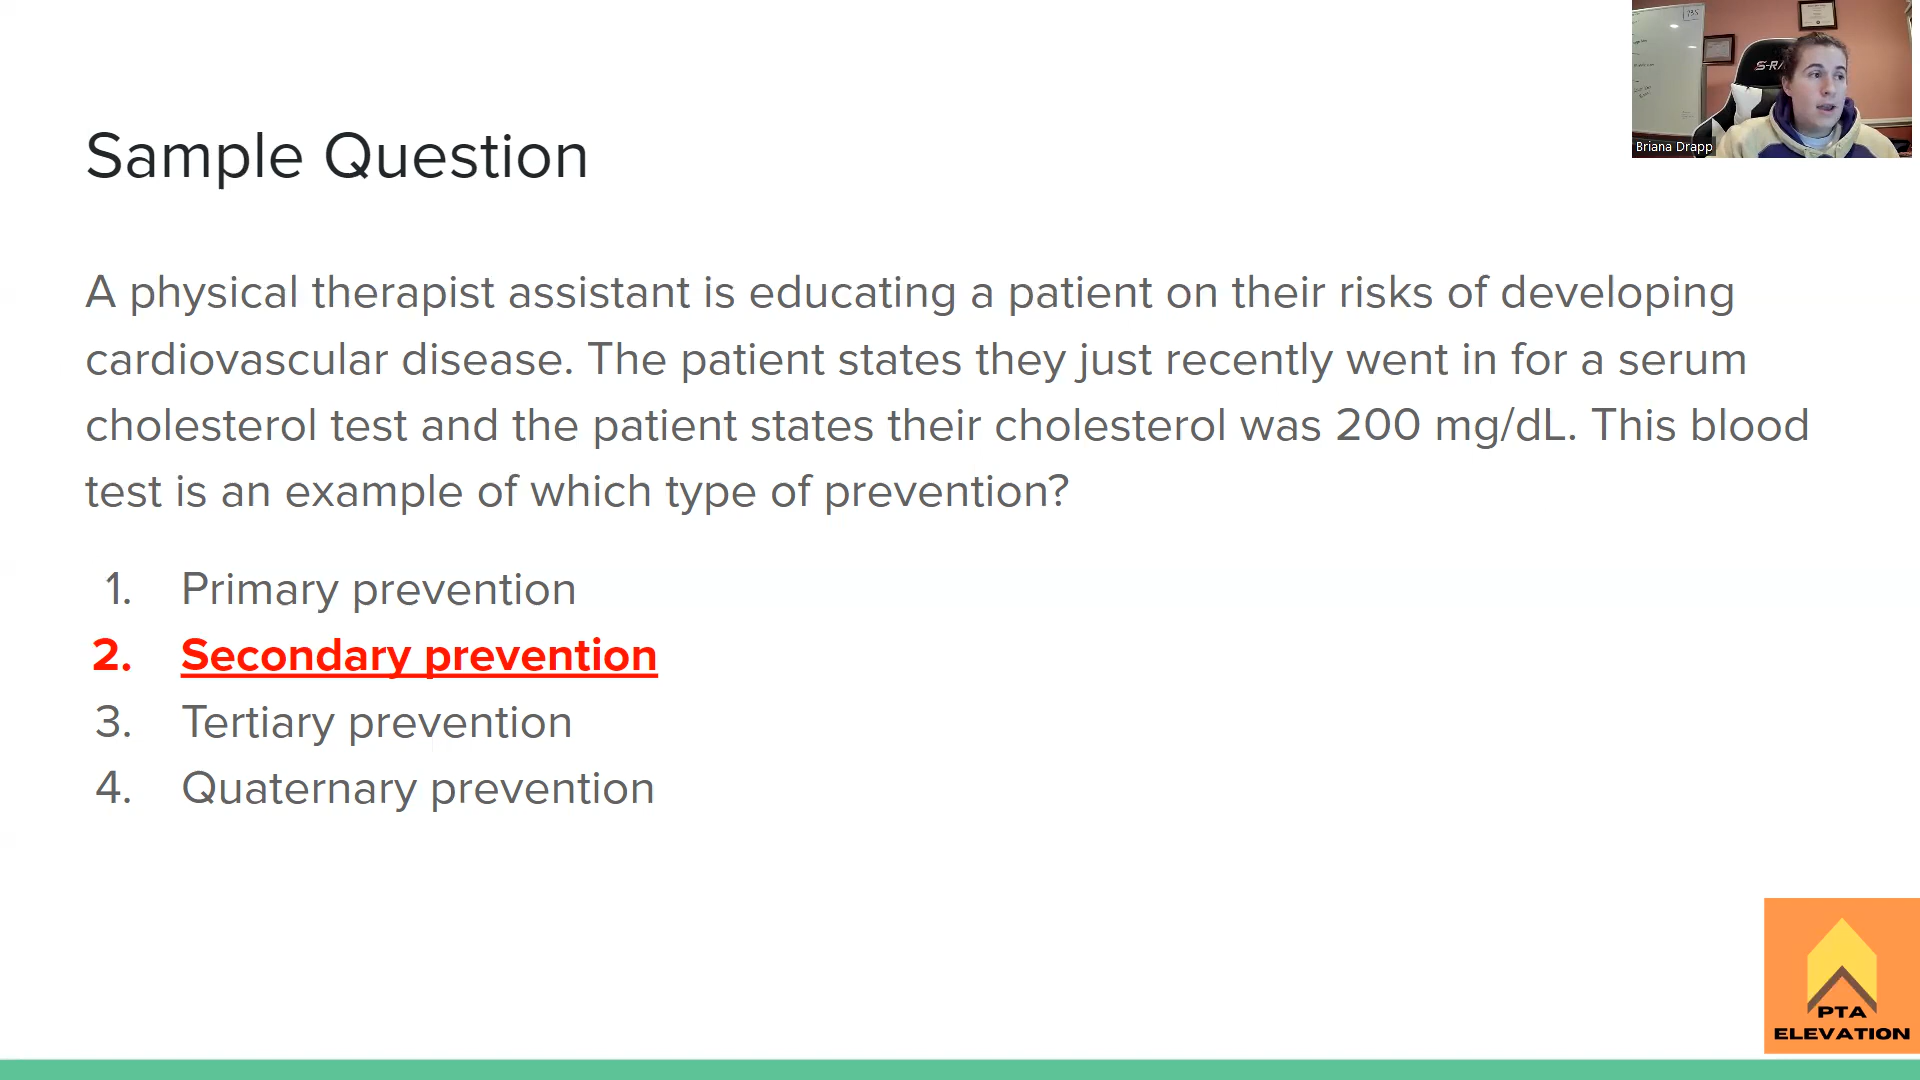 Sample Question
A physical therapist assistant is educating a patient on their risks of developing
cardiovascular disease. The patient states they just recently went in for a serum
cholesterol test and the patient states their cholesterol was 200 mg/dL. This blood
test is an example of which type of prevention?
1. Primary prevention
2. Secondary prevention
3. Tertiary prevention
4. Quaternary prevention
S-RA
Briana Drapp
PTA
ELEVATION